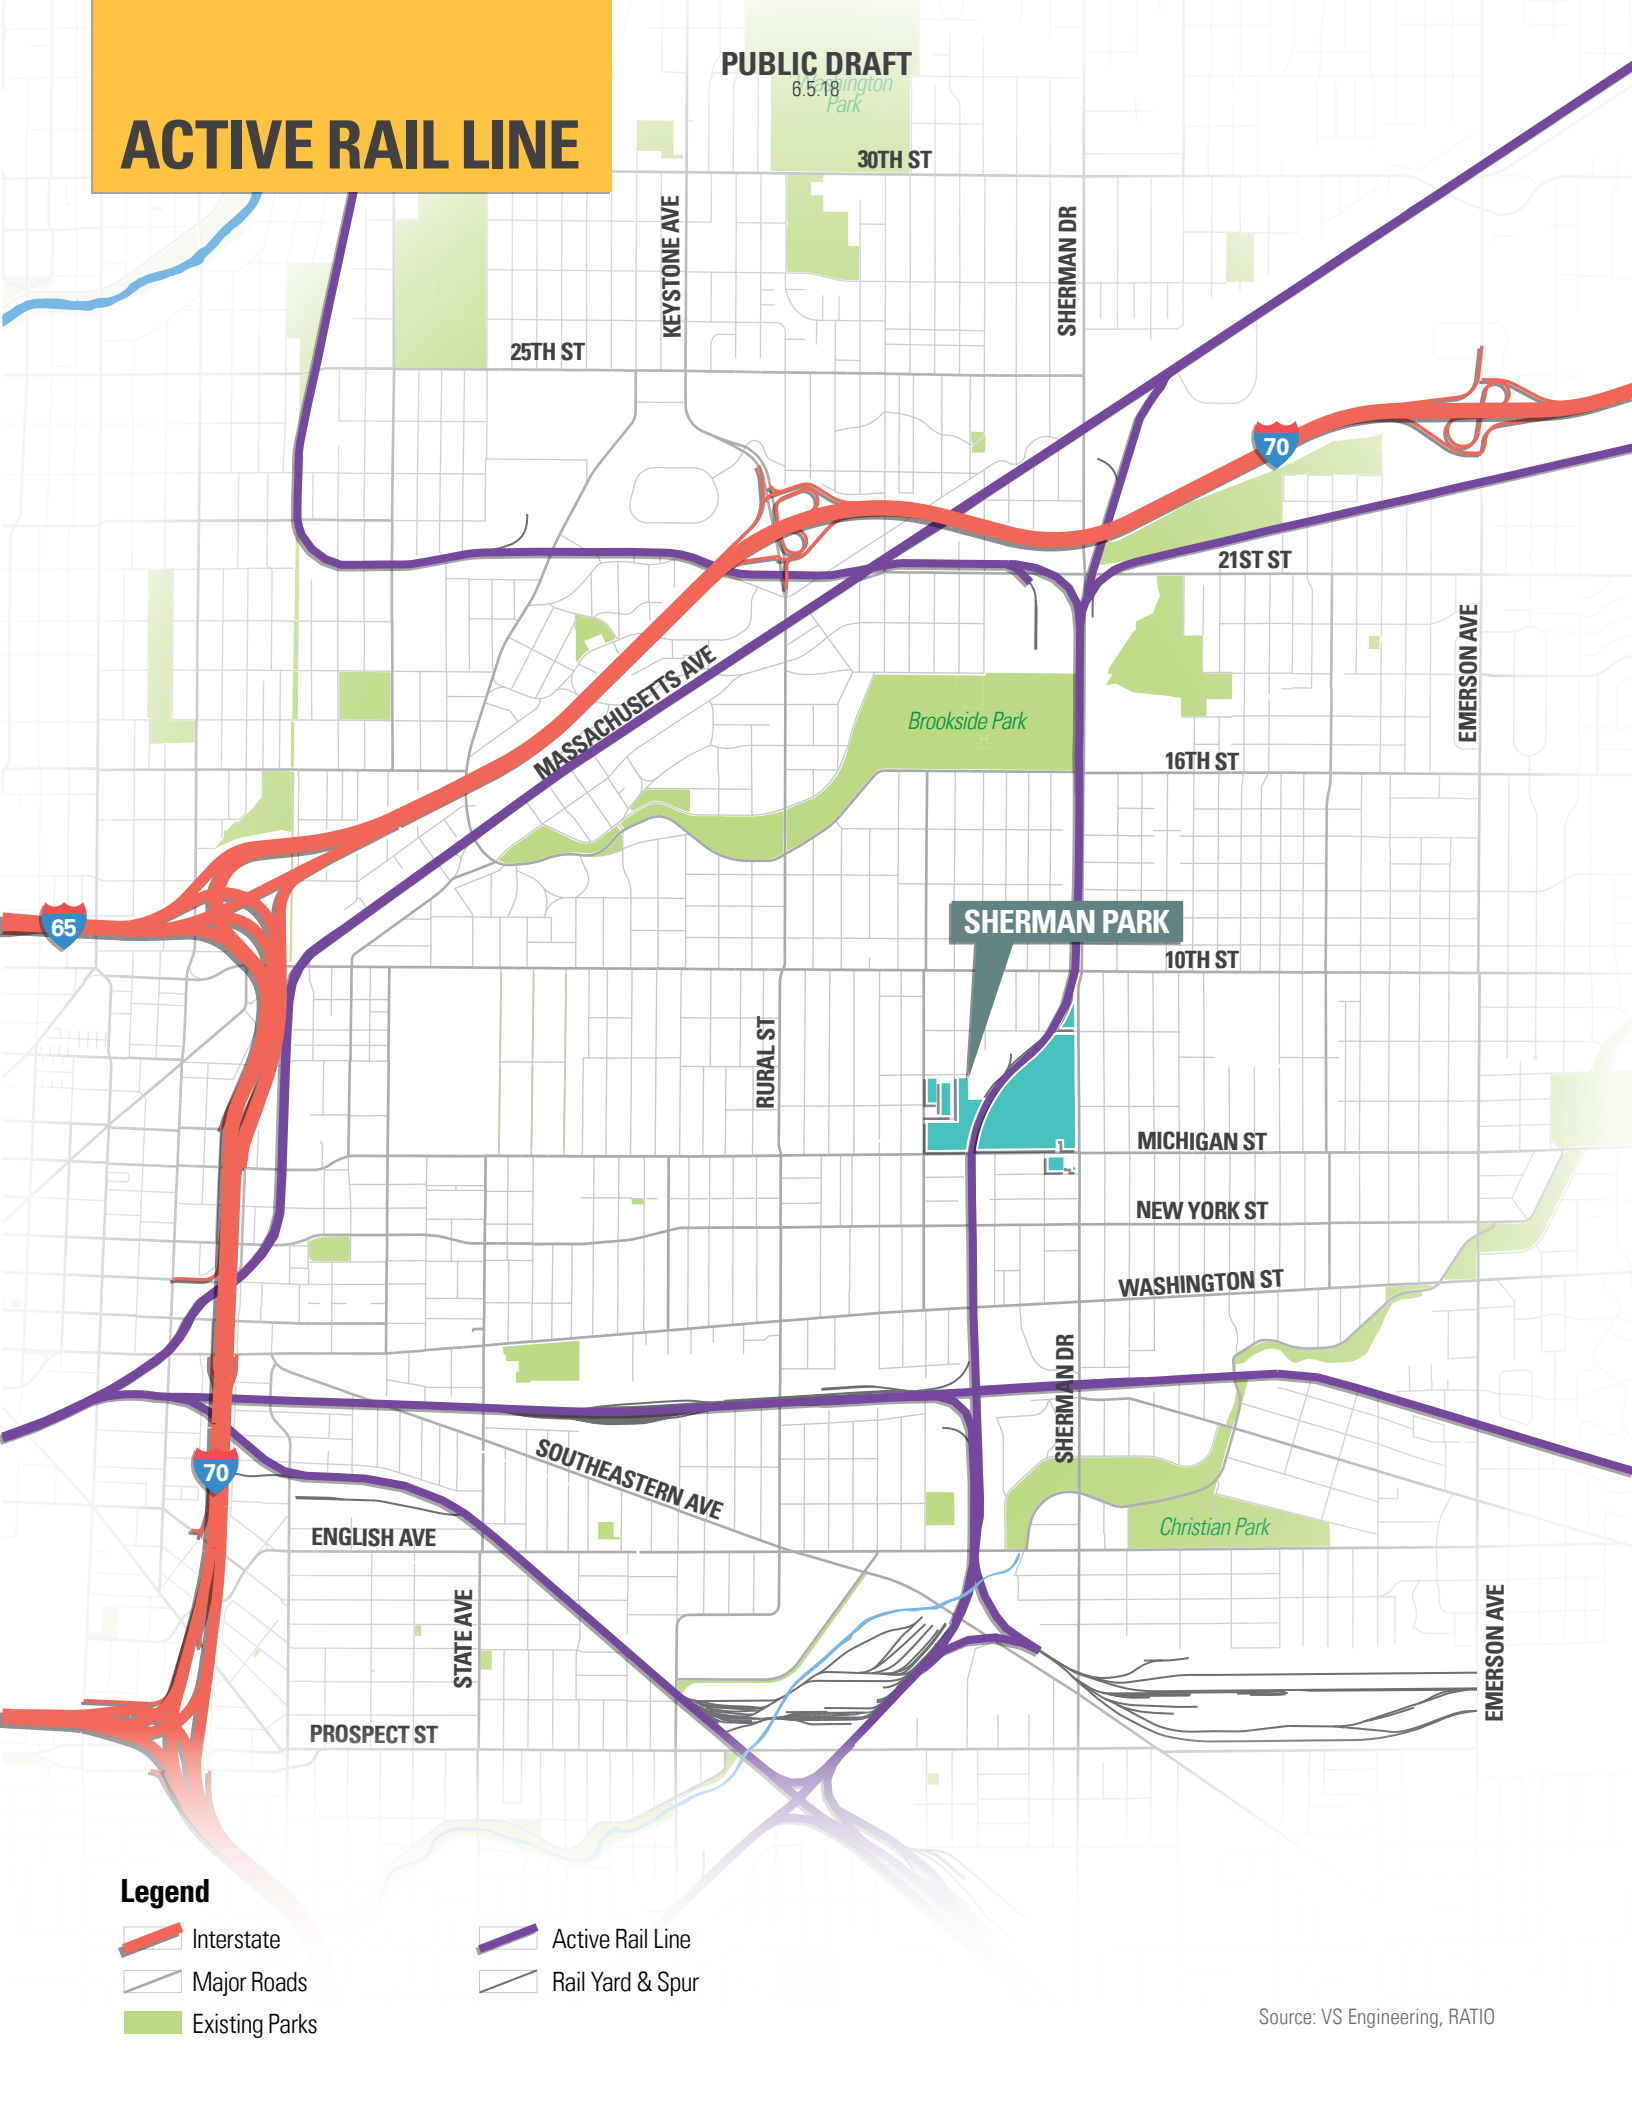 PUBLIC DRAFT
6.5.18
Washington
Park
ACTIVE RAIL LINE
30TH ST
KEYSTONE AVE
SHERMAN DR
25TH ST
70
21ST ST
EMERSON AVE
MASSACHUSETTS AVE
Brookside Park
16TH ST
65
SHERMAN PARK
10TH ST
RURAL ST
MICHIGAN ST
NEW YORK ST
WASHINGTON ST
SHERMAN DR
70
SOUTHEASTERN AVE
Christian Park
ENGLISH AVE
STATE AVE
EMERSON AVE
PROSPECT ST
Legend
Interstate
Major Roads
Existing Parks
Active Rail Line
Rail Yard & Spur
Source: VS Engineering, RATIO